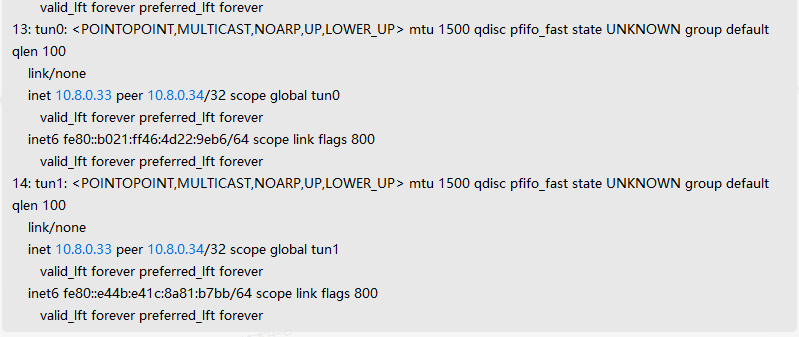 valid_lft forever preferred_lft forever
13: tun0: <POINTOPOINT,MULTICAST,NOARP,UP,LOWER_UP> mtu 1500 qdisc pfifo_fast state UNKNOWN group default
qlen 100
link/none
inet 10.8.0.33 peer 10.8.0.34/32 scope global tun0
valid_lft forever preferred_lft forever
inet6 fe80::b021:ff46:4d22:9eb6/64 scope link flags 800
valid_lft forever preferred_lft forever
14: tun1: <POINTOPOINT,MULTICAST,NOARP,UP,LOWER_UP> mtu 1500 qdisc pfifo_fast state UNKNOWN group default
qlen 100
link/none
inet 10.8.0.33 peer 10.8.0.34/32 scope global tun1
valid_lft forever preferred_lft forever
inet6 fe80::e44b:e41c:8a81:b7bb/64 scope link flags 800
valid_lft forever preferred_lft forever